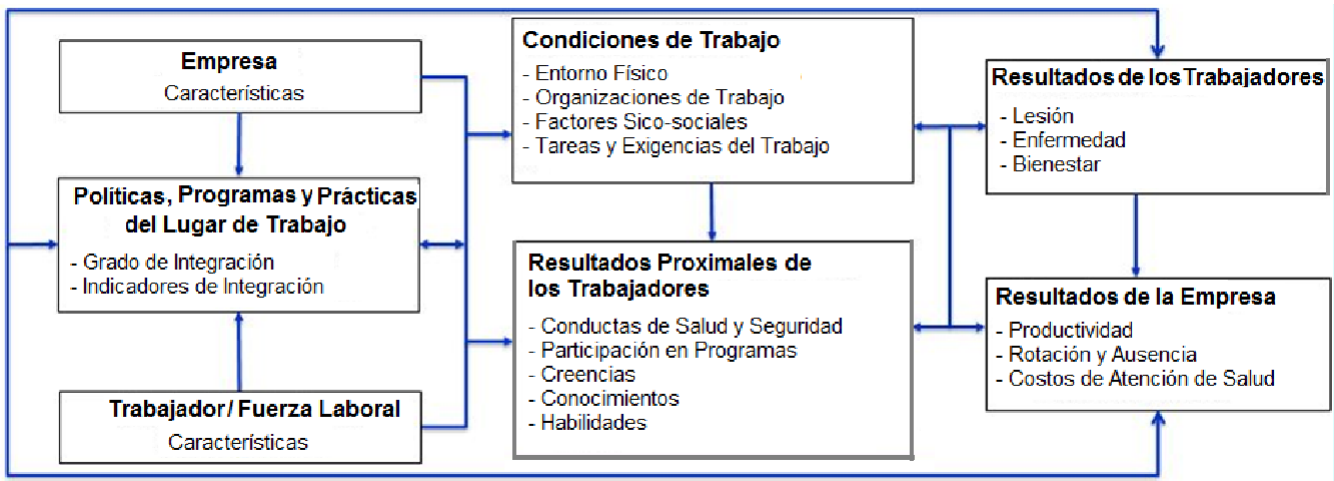 Empresa
Características
Políticas, Programas y Prácticas
del Lugar de Trabajo
- Grado de Integración
- Indicadores de Integración
Trabajador/ Fuerza Laboral
Características
Condiciones de Trabajo
- Entorno Físico
- Organizaciones de Trabajo
- Factores Sico-sociales
- Tareas y Exigencias del Trabajo
Resultados Proximales de
los Trabajadores
- Conductas de Salud y Seguridad
- Participación en Programas
- Creencias
- Conocimientos
- Habilidades
Resultados de los Trabajadores
- Lesión
- Enfermedad
- Bienestar
Resultados de la Empresa
- Productividad
- Rotación y Ausencia
- Costos de Atención de Salud